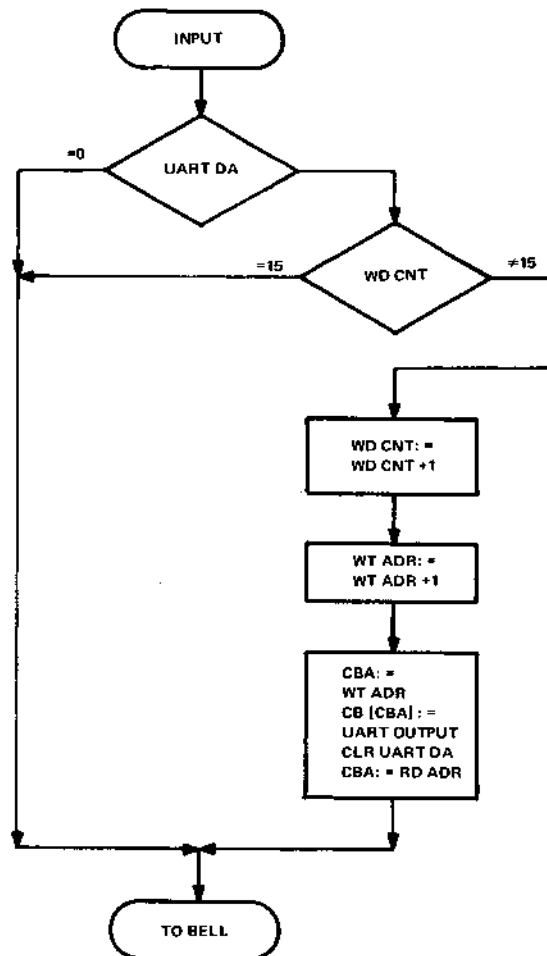 INPUT
=0
UART DA
=15
WD CNT
≠15
WD CNT: =
WD CNT +1
WT ADR: =
WT ADR +1
CBA: =
WT ADR
CB [CBA] : =
UART OUTPUT
CLR UART DA
CBA: = RD ADR
TO BELL